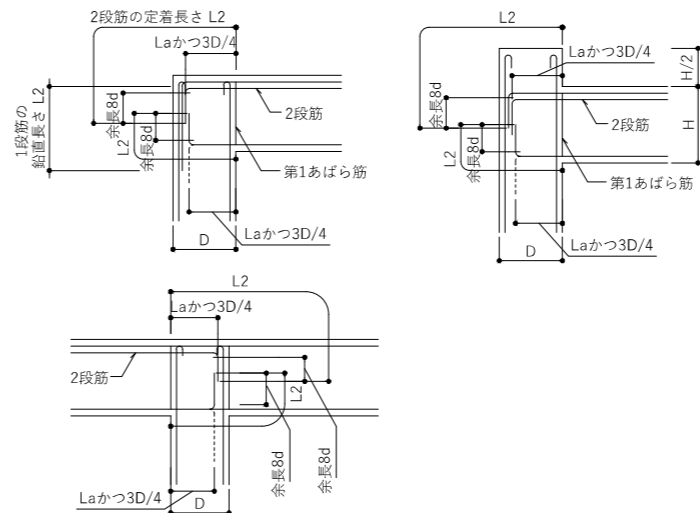 2段筋の定着長さ L2
Laかつ3D/4
1段筋の
鉛直長さ L2
余長8d
L2
余長8d
2段筋
第1あばら筋
Laかつ3D/4
D
L2
Laかつ3D/4
H/2
H
余長8d
L2
余長8d
2段筋
第1あばら筋
Laかつ3D/4
D
L2
Laかつ3D/4
2段筋
L2
余長8d
余長8d
Laかつ3D/4
D